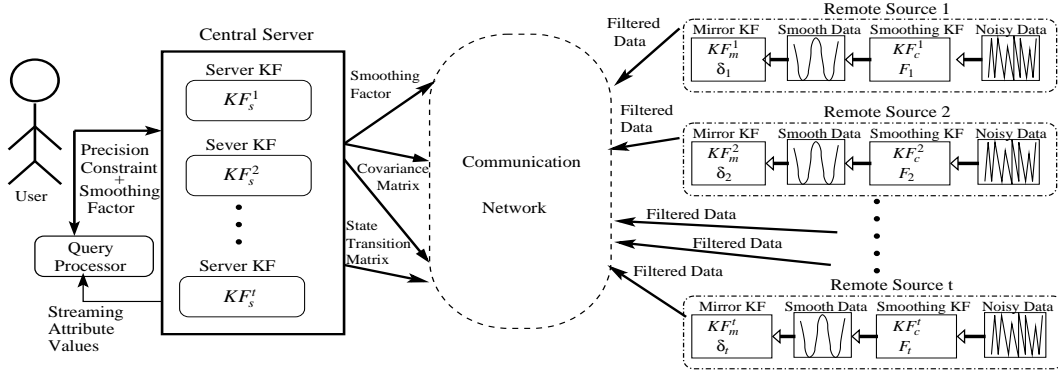 Central Server
Server KF
KF_s^1
Sever KF
KF_s^2
Server KF
KF_s^t
User
Precision
Constraint
+
Smoothing
Factor
Query
Processor
Streaming
Attribute
Values
Smoothing
Factor
Covariance
Matrix
State
Transition
Matrix
Communication
Network
Filtered
Data
Filtered
Data
Filtered Data
Filtered Data
Filtered Data
Remote Source 1
Mirror KF Smooth Data Smoothing KF Noisy Data
KF_m^1 KF_c^1
δ_1 F_1
Remote Source 2
Mirror KF Smooth Data Smoothing KF Noisy Data
KF_m^2 KF_c^2
δ_2 F_2
Remote Source t
Mirror KF Smooth Data Smoothing KF Noisy Data
KF_m^t KF_c^t
δ_t F_t